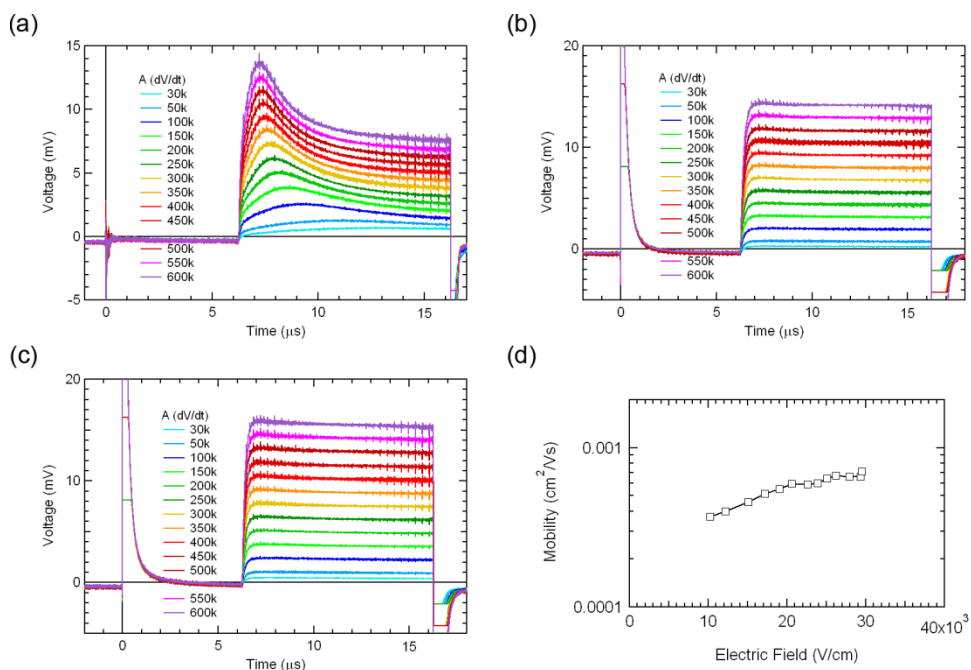 (a)
Voltage (mV)
15
10
5
0
-5
A (dV/dt)
30k
50k
100k
150k
200k
250k
300k
350k
400k
450k
500k
550k
600k
0 5 10 15
Time (μs)
(b)
Voltage (mV)
20
10
0
A (dV/dt)
30k
50k
100k
150k
200k
250k
300k
350k
400k
450k
500k
550k
600k
0 5 10 15
Time (μs)
(c)
Voltage (mV)
20
10
0
A (dV/dt)
30k
50k
100k
150k
200k
250k
300k
350k
400k
450k
500k
550k
600k
0 5 10 15
Time (μs)
(d)
Mobility (cm²/Vs)
0.001
0.0001
0 10 20 30 40x10³
Electric Field (V/cm)